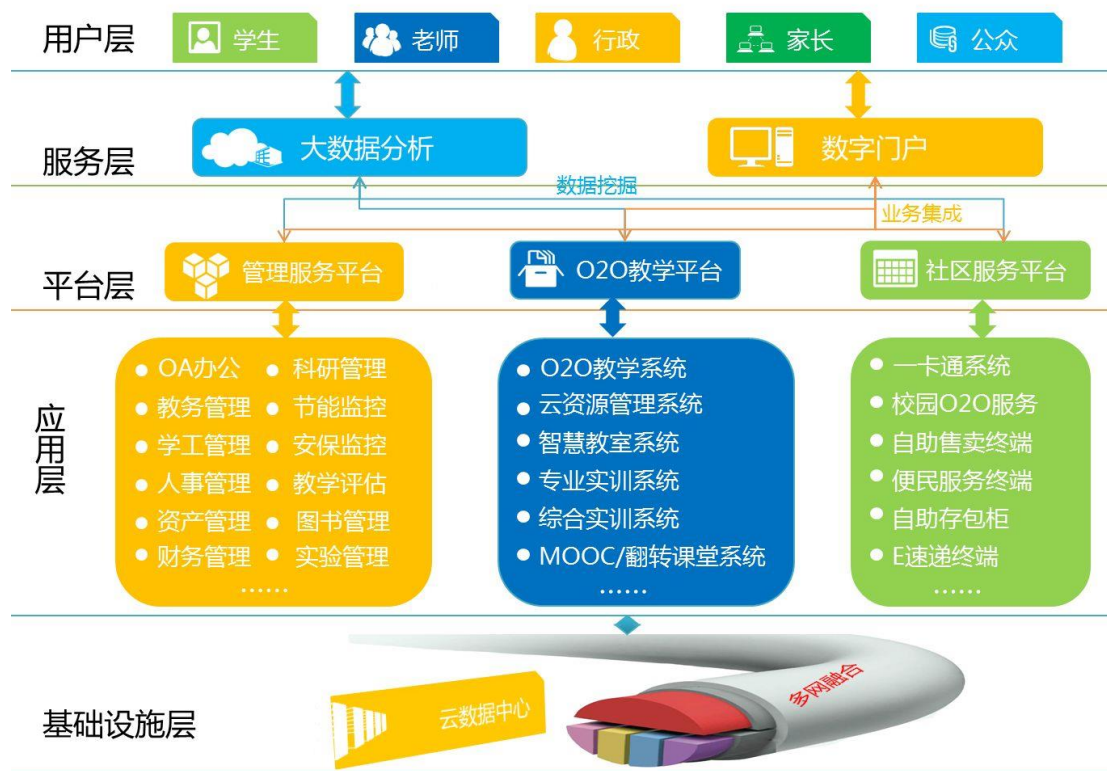 用户层
学生
老师
行政
家长
公众
服务层
大数据分析
数字门户
数据挖掘
业务集成
平台层
管理服务平台
O2O教学平台
社区服务平台
应用层
OA办公
科研管理
教务管理
节能监控
学工管理
安保监控
人事管理
教学评估
资产管理
图书管理
财务管理
实验管理
......
O2O教学系统
云资源管理系统
智慧教室系统
专业实训系统
综合实训系统
MOOC/翻转课堂系统
......
一卡通系统
校园O2O服务
自助售卖终端
便民服务终端
自助存包柜
E速递终端
......
基础设施层
云数据中心
多网融合